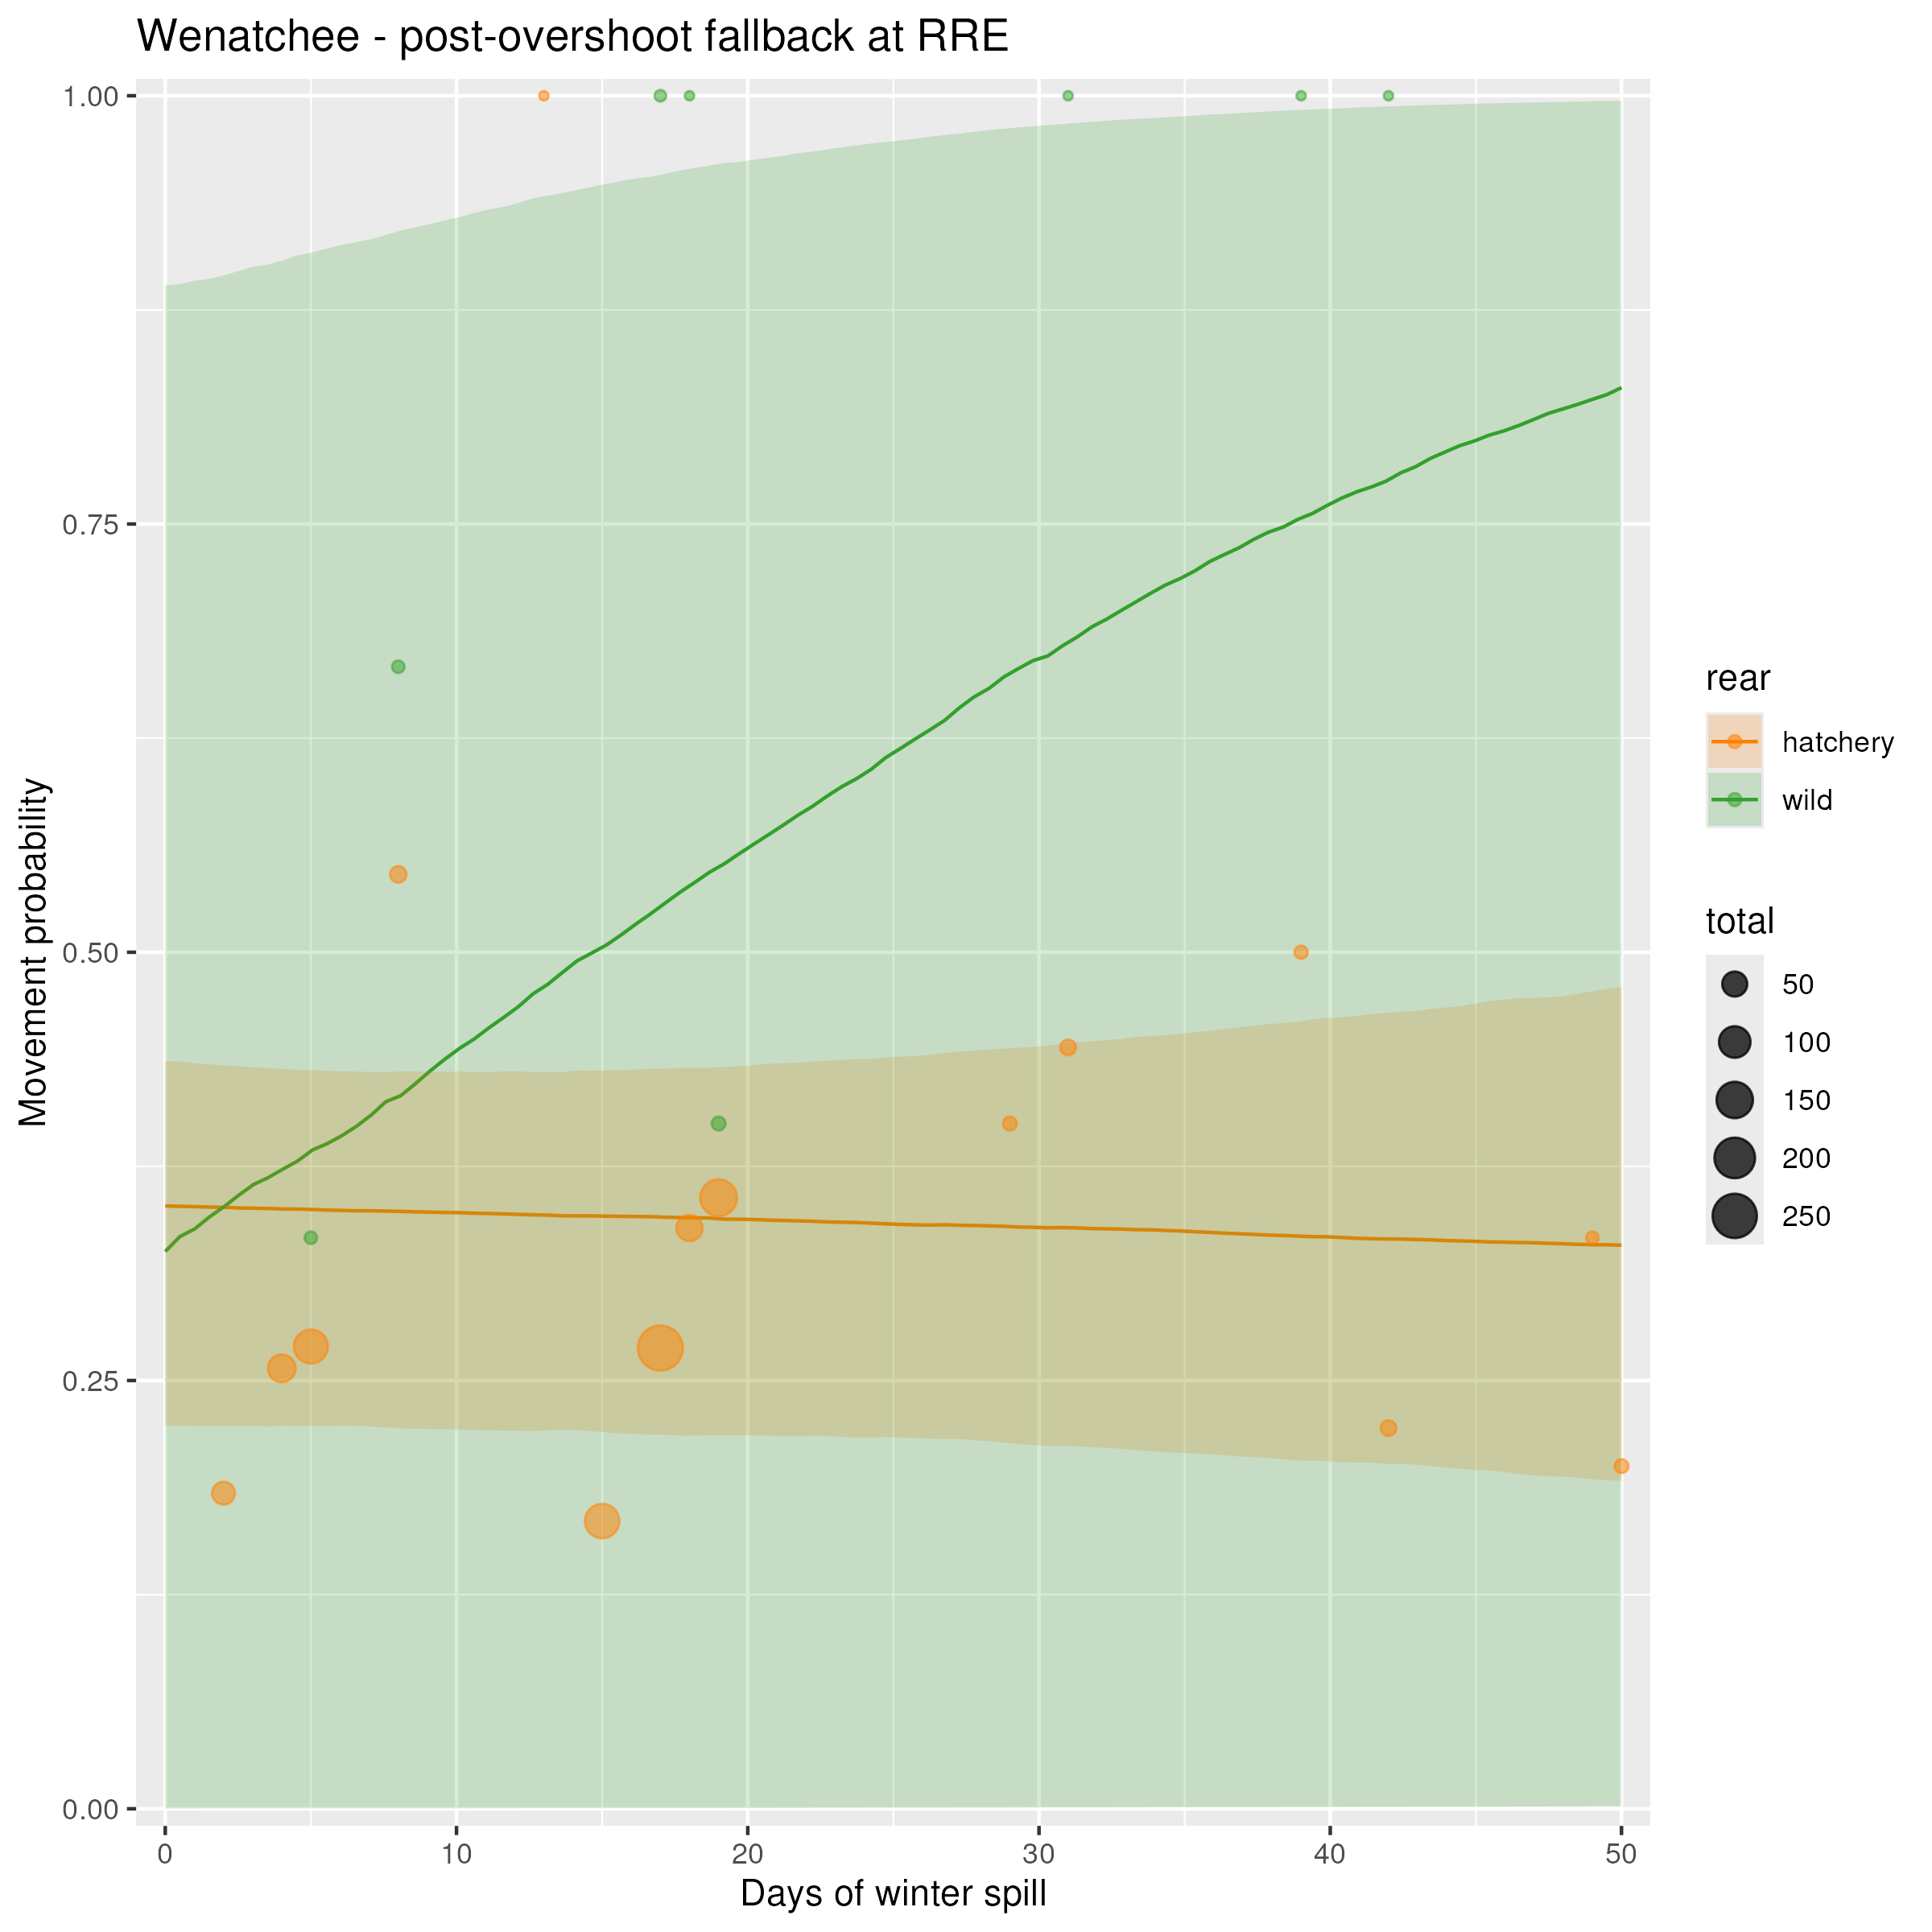 Wenatchee - post-overshoot fallback at RRE
Movement probability
1.00
0.75
0.50
0.25
0.00
0 10 20 30 40 50
Days of winter spill
rear
hatchery
wild
total
50
100
150
200
250